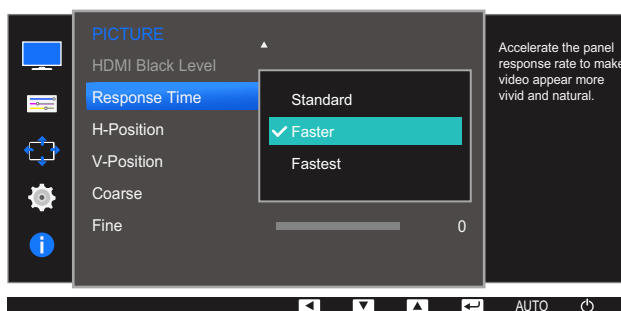 PICTURE
HDMI Black Level
Response Time
H-Position
V-Position
Coarse
Fine
0
Standard
Faster
Fastest
Accelerate the panel
response rate to make
video appear more
vivid and natural.
AUTO